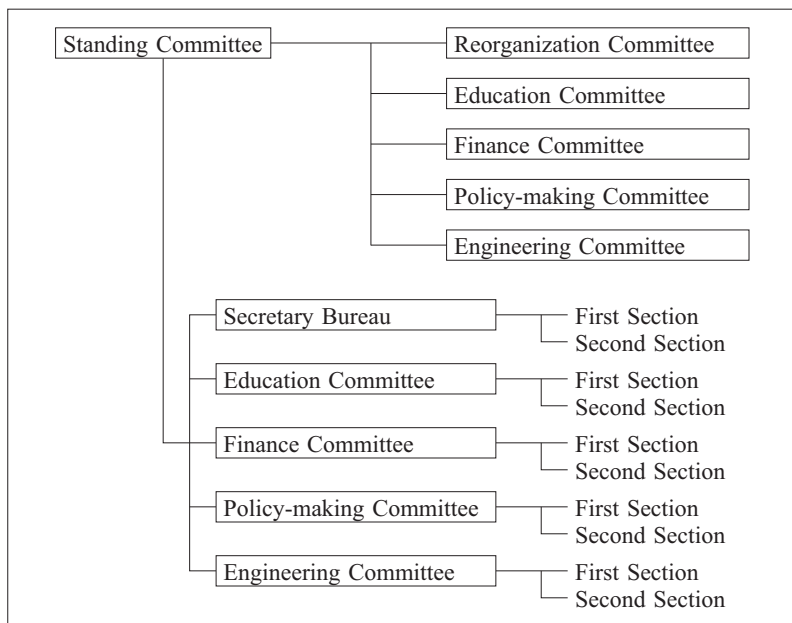 Standing Committee
Reorganization Committee
Education Committee
Finance Committee
Policy-making Committee
Engineering Committee
Secretary Bureau
First Section
Second Section
Education Committee
First Section
Second Section
Finance Committee
First Section
Second Section
Policy-making Committee
First Section
Second Section
Engineering Committee
First Section
Second Section